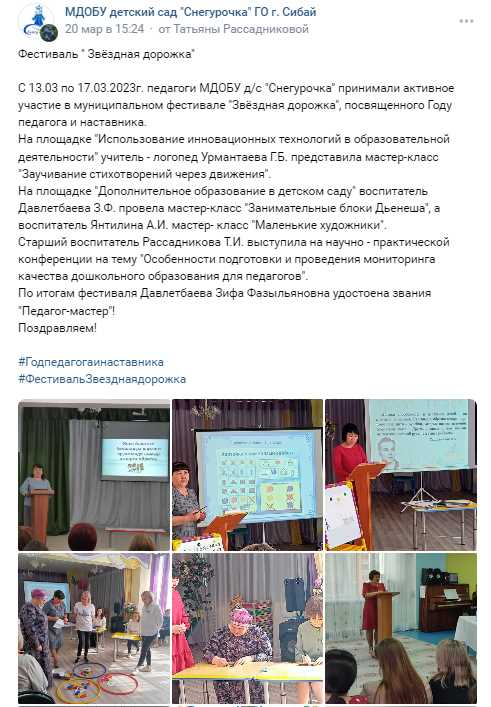 МДОБУ детский сад "Снегурочка" ГО г. Сибай
20 мар в 15:24 · от Татьяны Рассадниковой
Фестиваль " Звёздная дорожка"
С 13.03 по 17.03.2023г. педагоги МДОБУ д/с "Снегурочка" принимали активное
участие в муниципальном фестивале "Звёздная дорожка", посвященного Году
педагога и наставника.
На площадке "Использование инновационных технологий в образовательной
деятельности" учитель - логопед Урмантаева Г.Б. представила мастер-класс
"Заучивание стихотворений через движения".
На площадке "Дополнительное образование в детском саду" воспитатель
Давлетбаева З.Ф. провела мастер-класс "Занимательные блоки Дьенеша", а
воспитатель Янтилина А.И. мастер- класс "Маленькие художники".
Старший воспитатель Рассадникова Т.И. выступила на научно - практической
конференции на тему "Особенности подготовки и проведения мониторинга
качества дошкольного образования для педагогов".
По итогам фестиваля Давлетбаева Зифа Фазыльяновна удостоена звания
"Педагог-мастер"!
Поздравляем!
#Годпедагогаинаставника
#ФестивальЗвезднаядорожка